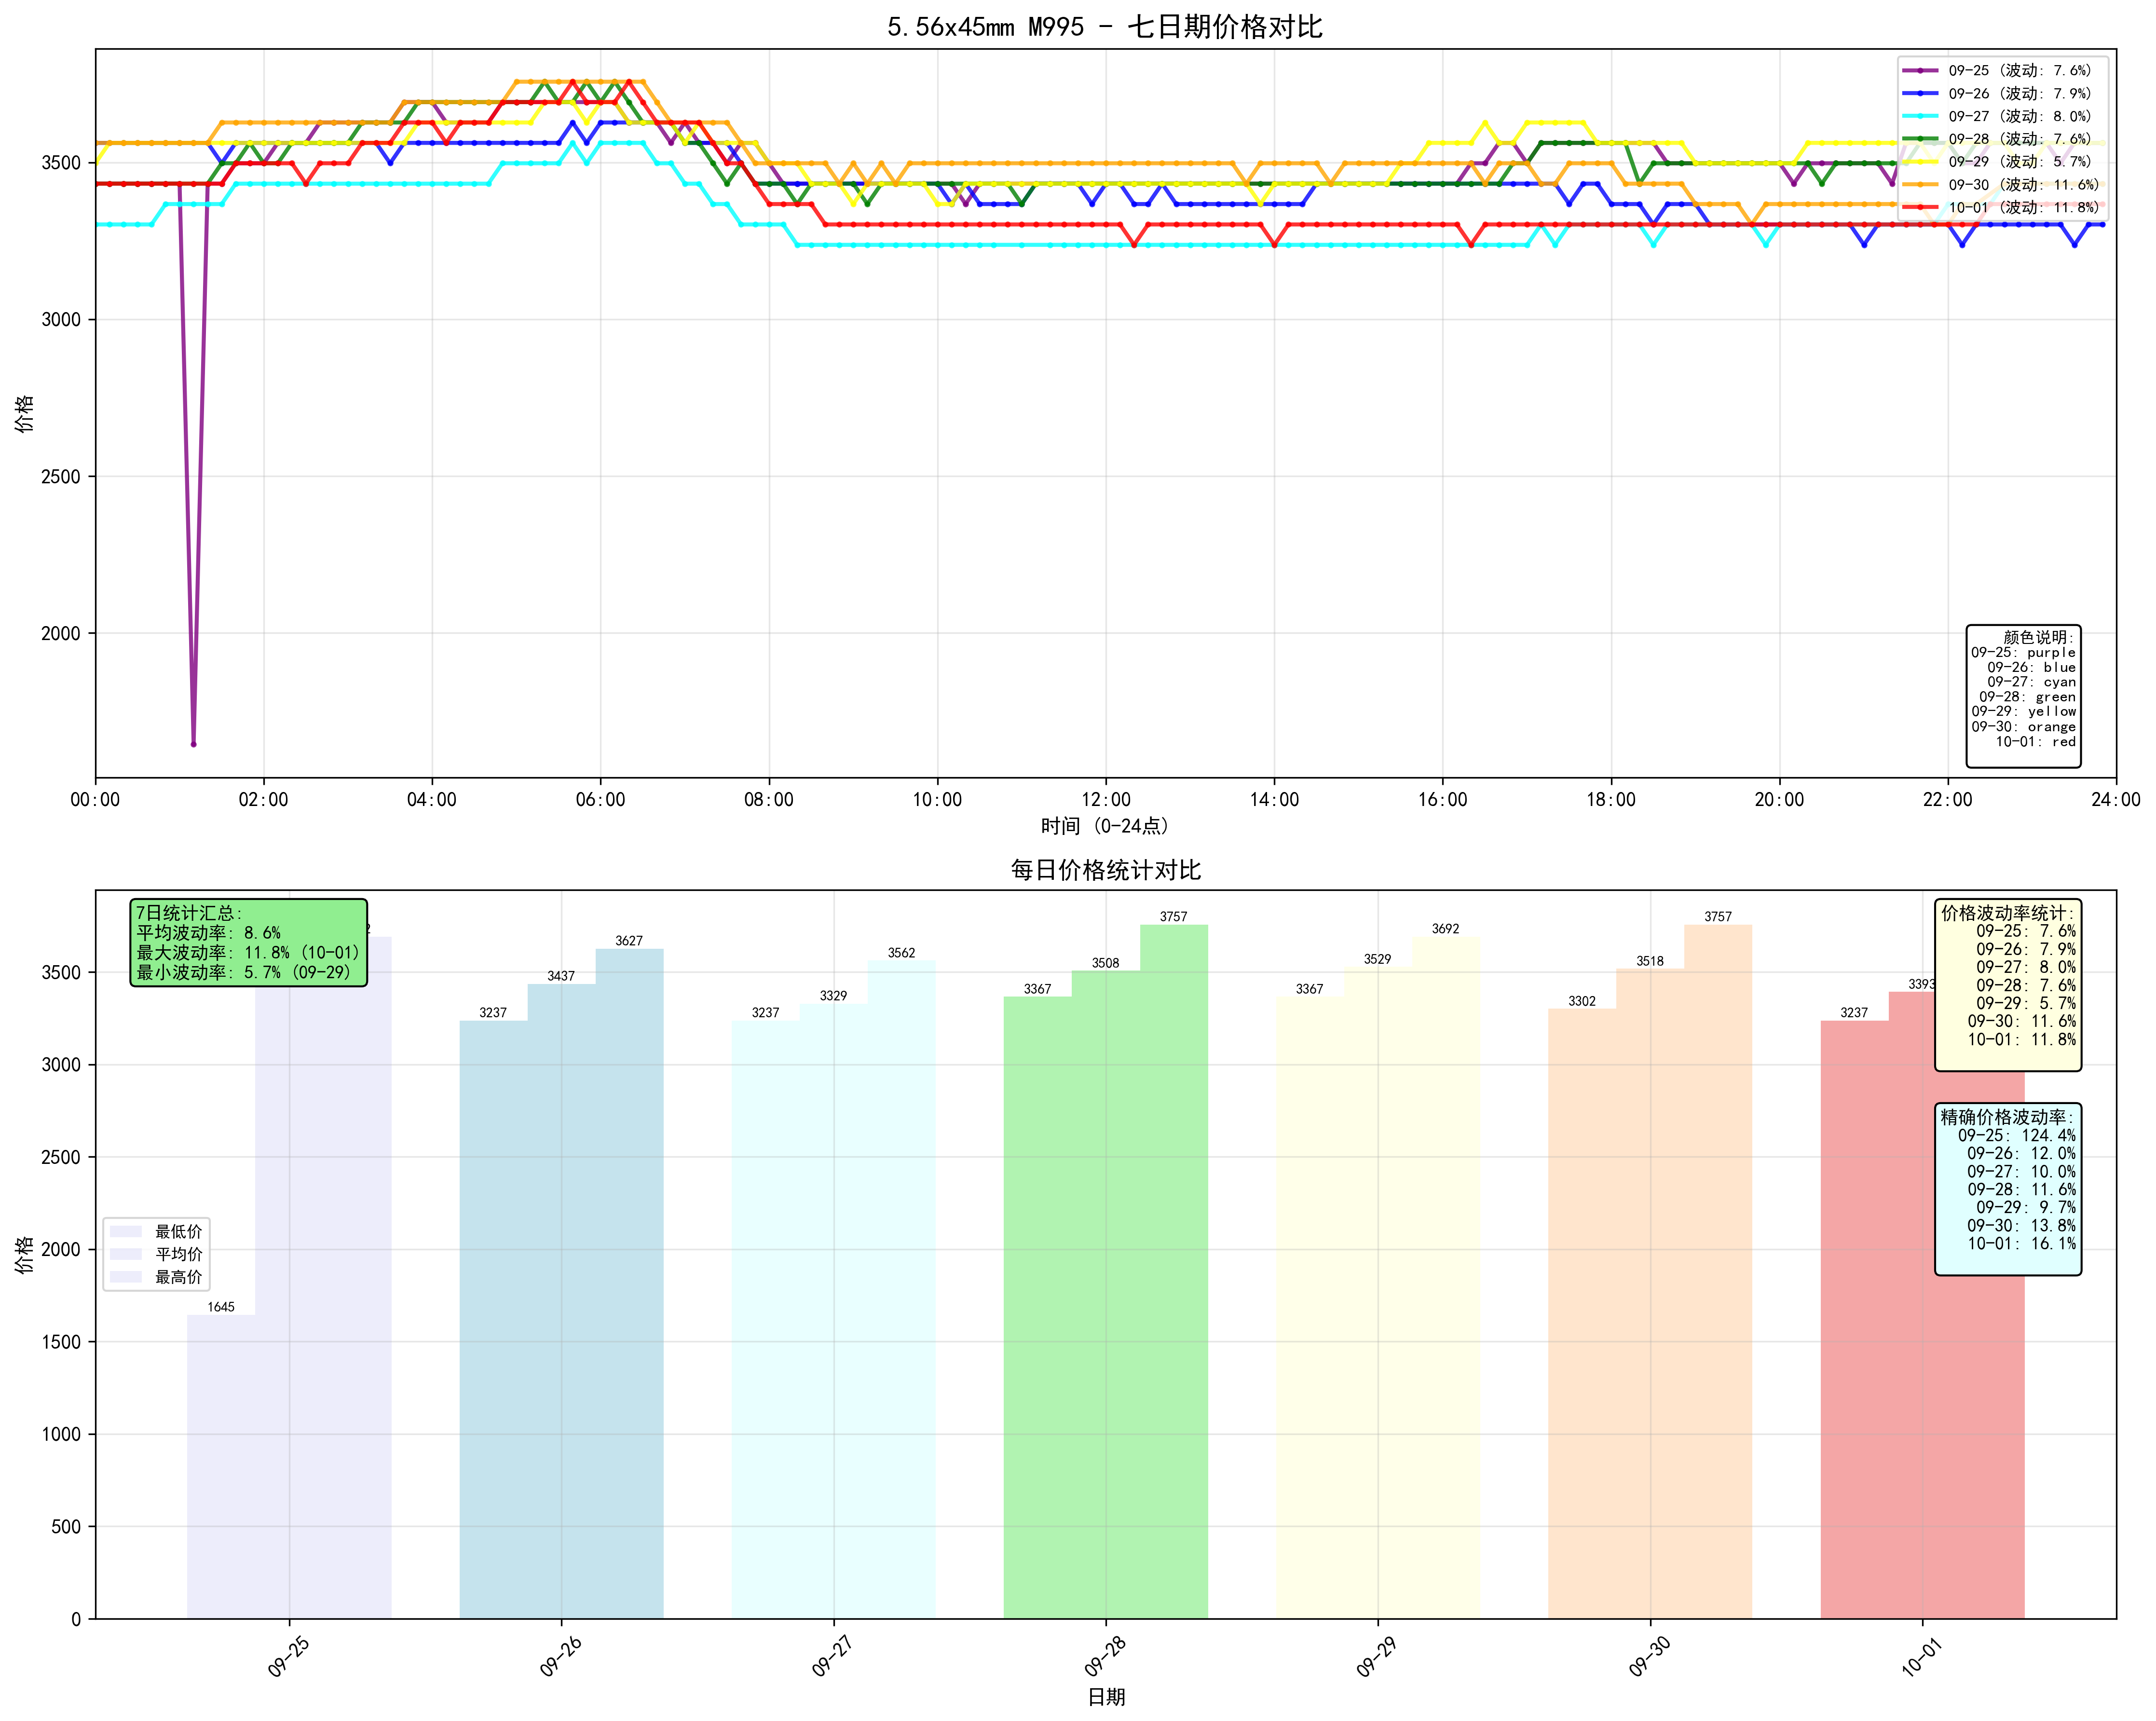 5.56x45mm M995 - 七日期价格对比
09-25 (波动: 7.6%)
09-26 (波动: 7.9%)
09-27 (波动: 8.0%)
09-28 (波动: 7.6%)
09-29 (波动: 5.7%)
09-30 (波动: 11.6%)
10-01 (波动: 11.8%)
3500
3000
2500
2000
价格
颜色说明:
09-25: purple
09-26: blue
09-27: cyan
09-28: green
09-29: yellow
09-30: orange
10-01: red
00:00 02:00 04:00 06:00 08:00 10:00 12:00 14:00 16:00 18:00 20:00 22:00 24:00
时间 (0-24点)
每日价格统计对比
7日统计汇总:
平均波动率: 8.6%
最大波动率: 11.8% (10-01)
最小波动率: 5.7% (09-29)
价格波动率统计:
09-25: 7.6%
09-26: 7.9%
09-27: 8.0%
09-28: 7.6%
09-29: 5.7%
09-30: 11.6%
10-01: 11.8%
精确价格波动率:
09-25: 124.4%
09-26: 12.0%
09-27: 10.0%
09-28: 11.6%
09-29: 9.7%
09-30: 13.8%
10-01: 16.1%
最低价
平均价
最高价
1645
3237 3437 3627
3237 3329 3562
3367 3508 3757
3367 3529 3692
3302 3518 3757
3237 3393
3500
3000
2500
2000
1500
1000
500
0
价格
09-25 09-26 09-27 09-28 09-29 09-30 10-01
日期